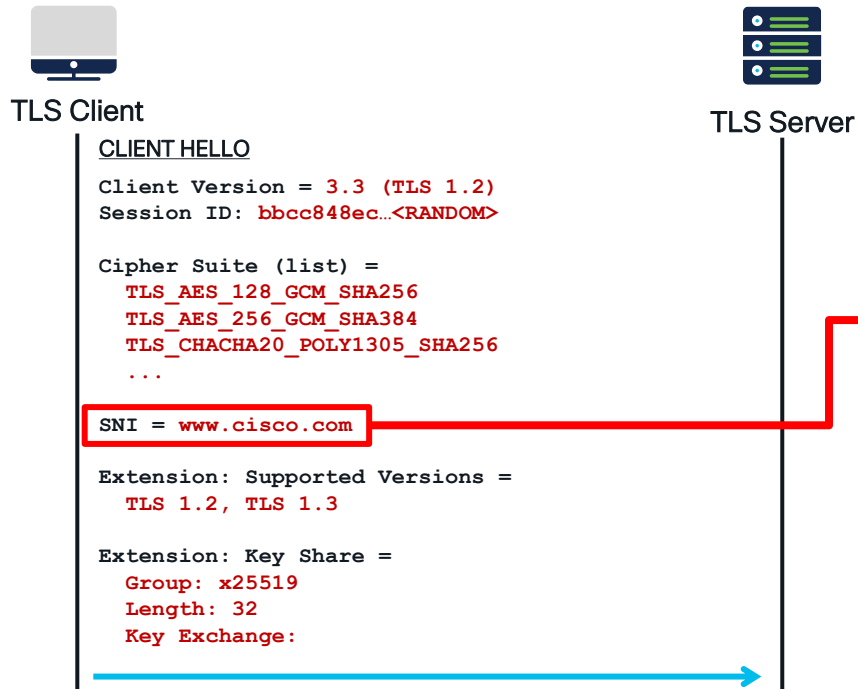 TLS Client
TLS Server
CLIENT HELLO
Client Version = 3.3 (TLS 1.2)
Session ID: bbcc848ec…<RANDOM>
Cipher Suite (list) =
TLS_AES_128_GCM_SHA256
TLS_AES_256_GCM_SHA384
TLS_CHACHA20_POLY1305_SHA256
...
SNI = www.cisco.com
Extension: Supported Versions =
TLS 1.2, TLS 1.3
Extension: Key Share =
Group: x25519
Length: 32
Key Exchange: